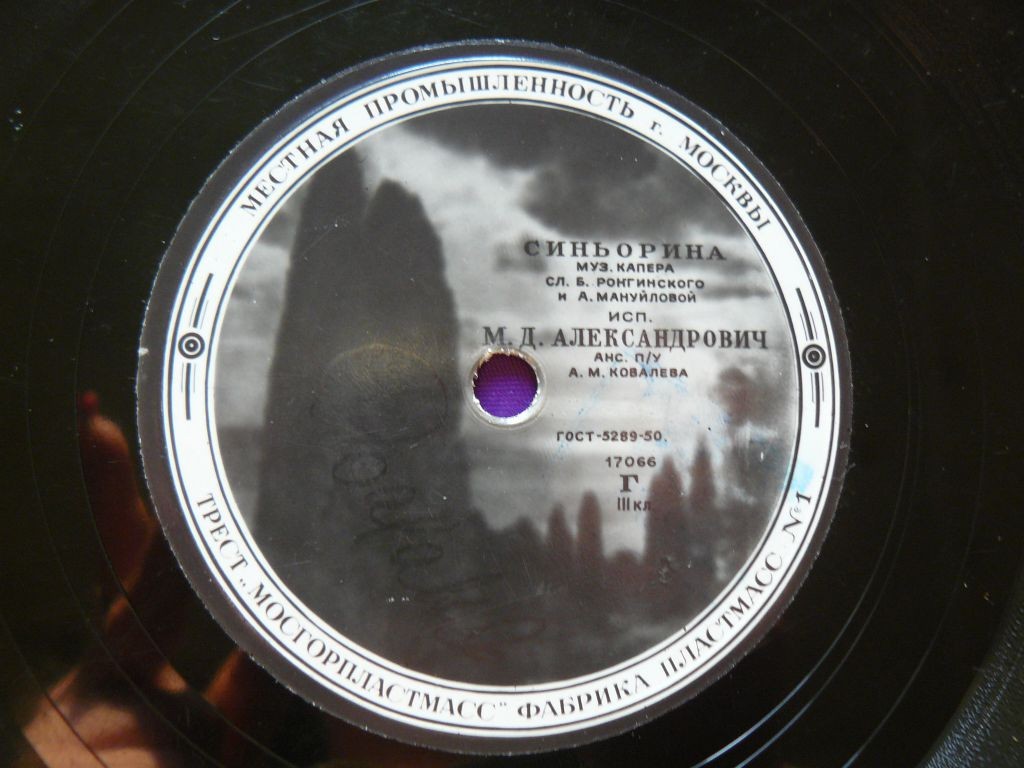 МЕСТНАЯ ПРОМЫШЛЕННОСТЬ г. МОСКВЫ
СИНЬОРИНА
МУЗ. КАПЕРА
СЛ. Б. РОНГИНСКОГО
и А. МАНУЙЛОВОЙ
ИСП.
М. Д. АЛЕКСАНДРОВИЧ
АНС. П/У
А. М. КОВАЛЕВА
ГОСТ-5289-50.
17066
Г
III КЛ
ТРЕСТ „МОСГОРПЛАСТМАСС" ФАБРИКА ПЛАСТМАСС №1